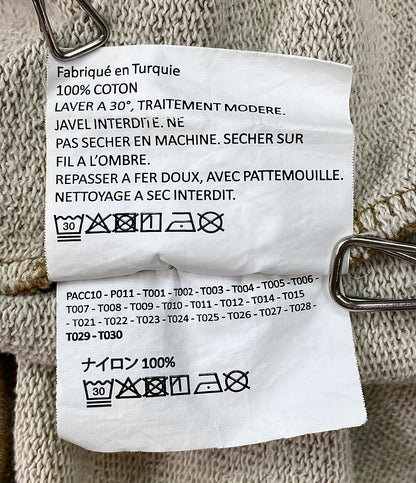 Fabriqué en Turquie
100% COTON
LAVER A 30°, TRAITEMENT MODERE.
JAVEL INTERDITE. NE
PAS SECHER EN MACHINE. SECHER SUR
FIL A L'OMBRE.
REPASSER A FER DOUX, AVEC PATTEMOUILLE.
NETTOYAGE A SEC INTERDIT.
30
PACC10 - P011 - T001 - T002 - T003 - T004 - T005 - T006 -
T007 - T008 - T009 - T010 - T011 - T012 - T014 - T015
- T021 - T022 - T023 - T024 - T025 - T026 - T027 - T028 -
T029 - T030
ナイロン 100%
30